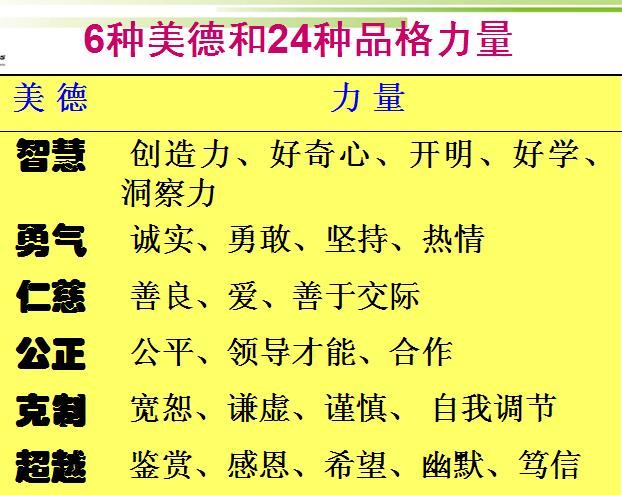 6种美德和24种品格力量
美 德 力 量
智慧 创造力、好奇心、开明、好学、
洞察力
勇气 诚实、勇敢、坚持、热情
仁慈 善良、爱、善于交际
公正 公平、领导才能、合作
克制 宽恕、谦虚、谨慎、 自我调节
超越 鉴赏、感恩、希望、幽默、笃信